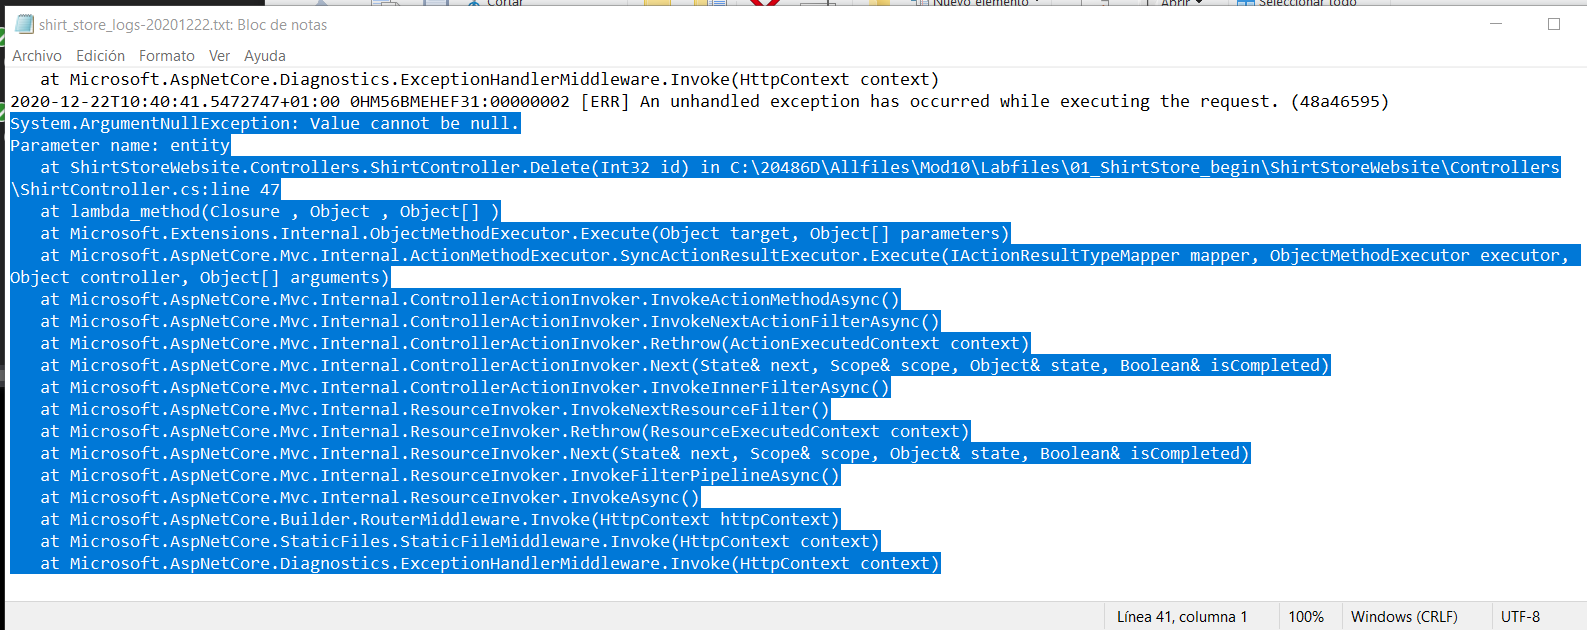 Cortar
Nuevo elemento
Abrir
Seleccionar todo
shirt_store_logs-20201222.txt: Bloc de notas
Archivo Edición Formato Ver Ayuda
   at Microsoft.AspNetCore.Diagnostics.ExceptionHandlerMiddleware.Invoke(HttpContext context)
2020-12-22T10:40:41.5472747+01:00 0HM56BMEHEF31:00000002 [ERR] An unhandled exception has occurred while executing the request. (48a46595)
System.ArgumentNullException: Value cannot be null.
Parameter name: entity
   at ShirtStoreWebsite.Controllers.ShirtController.Delete(Int32 id) in C:\20486D\Allfiles\Mod10\Labfiles\01_ShirtStore_begin\ShirtStoreWebsite\Controllers
\ShirtController.cs:line 47
   at lambda_method(Closure , Object , Object[] )
   at Microsoft.Extensions.Internal.ObjectMethodExecutor.Execute(Object target, Object[] parameters)
   at Microsoft.AspNetCore.Mvc.Internal.ActionMethodExecutor.SyncActionResultExecutor.Execute(IActionResultTypeMapper mapper, ObjectMethodExecutor executor,
Object controller, Object[] arguments)
   at Microsoft.AspNetCore.Mvc.Internal.ControllerActionInvoker.InvokeActionMethodAsync()
   at Microsoft.AspNetCore.Mvc.Internal.ControllerActionInvoker.InvokeNextActionFilterAsync()
   at Microsoft.AspNetCore.Mvc.Internal.ControllerActionInvoker.Rethrow(ActionExecutedContext context)
   at Microsoft.AspNetCore.Mvc.Internal.ControllerActionInvoker.Next(State& next, Scope& scope, Object& state, Boolean& isCompleted)
   at Microsoft.AspNetCore.Mvc.Internal.ControllerActionInvoker.InvokeInnerFilterAsync()
   at Microsoft.AspNetCore.Mvc.Internal.ResourceInvoker.InvokeNextResourceFilter()
   at Microsoft.AspNetCore.Mvc.Internal.ResourceInvoker.Rethrow(ResourceExecutedContext context)
   at Microsoft.AspNetCore.Mvc.Internal.ResourceInvoker.Next(State& next, Scope& scope, Object& state, Boolean& isCompleted)
   at Microsoft.AspNetCore.Mvc.Internal.ResourceInvoker.InvokeFilterPipelineAsync()
   at Microsoft.AspNetCore.Mvc.Internal.ResourceInvoker.InvokeAsync()
   at Microsoft.AspNetCore.Builder.RouterMiddleware.Invoke(HttpContext httpContext)
   at Microsoft.AspNetCore.StaticFiles.StaticFileMiddleware.Invoke(HttpContext context)
   at Microsoft.AspNetCore.Diagnostics.ExceptionHandlerMiddleware.Invoke(HttpContext context)
Línea 41, columna 1
100%
Windows (CRLF)
UTF-8